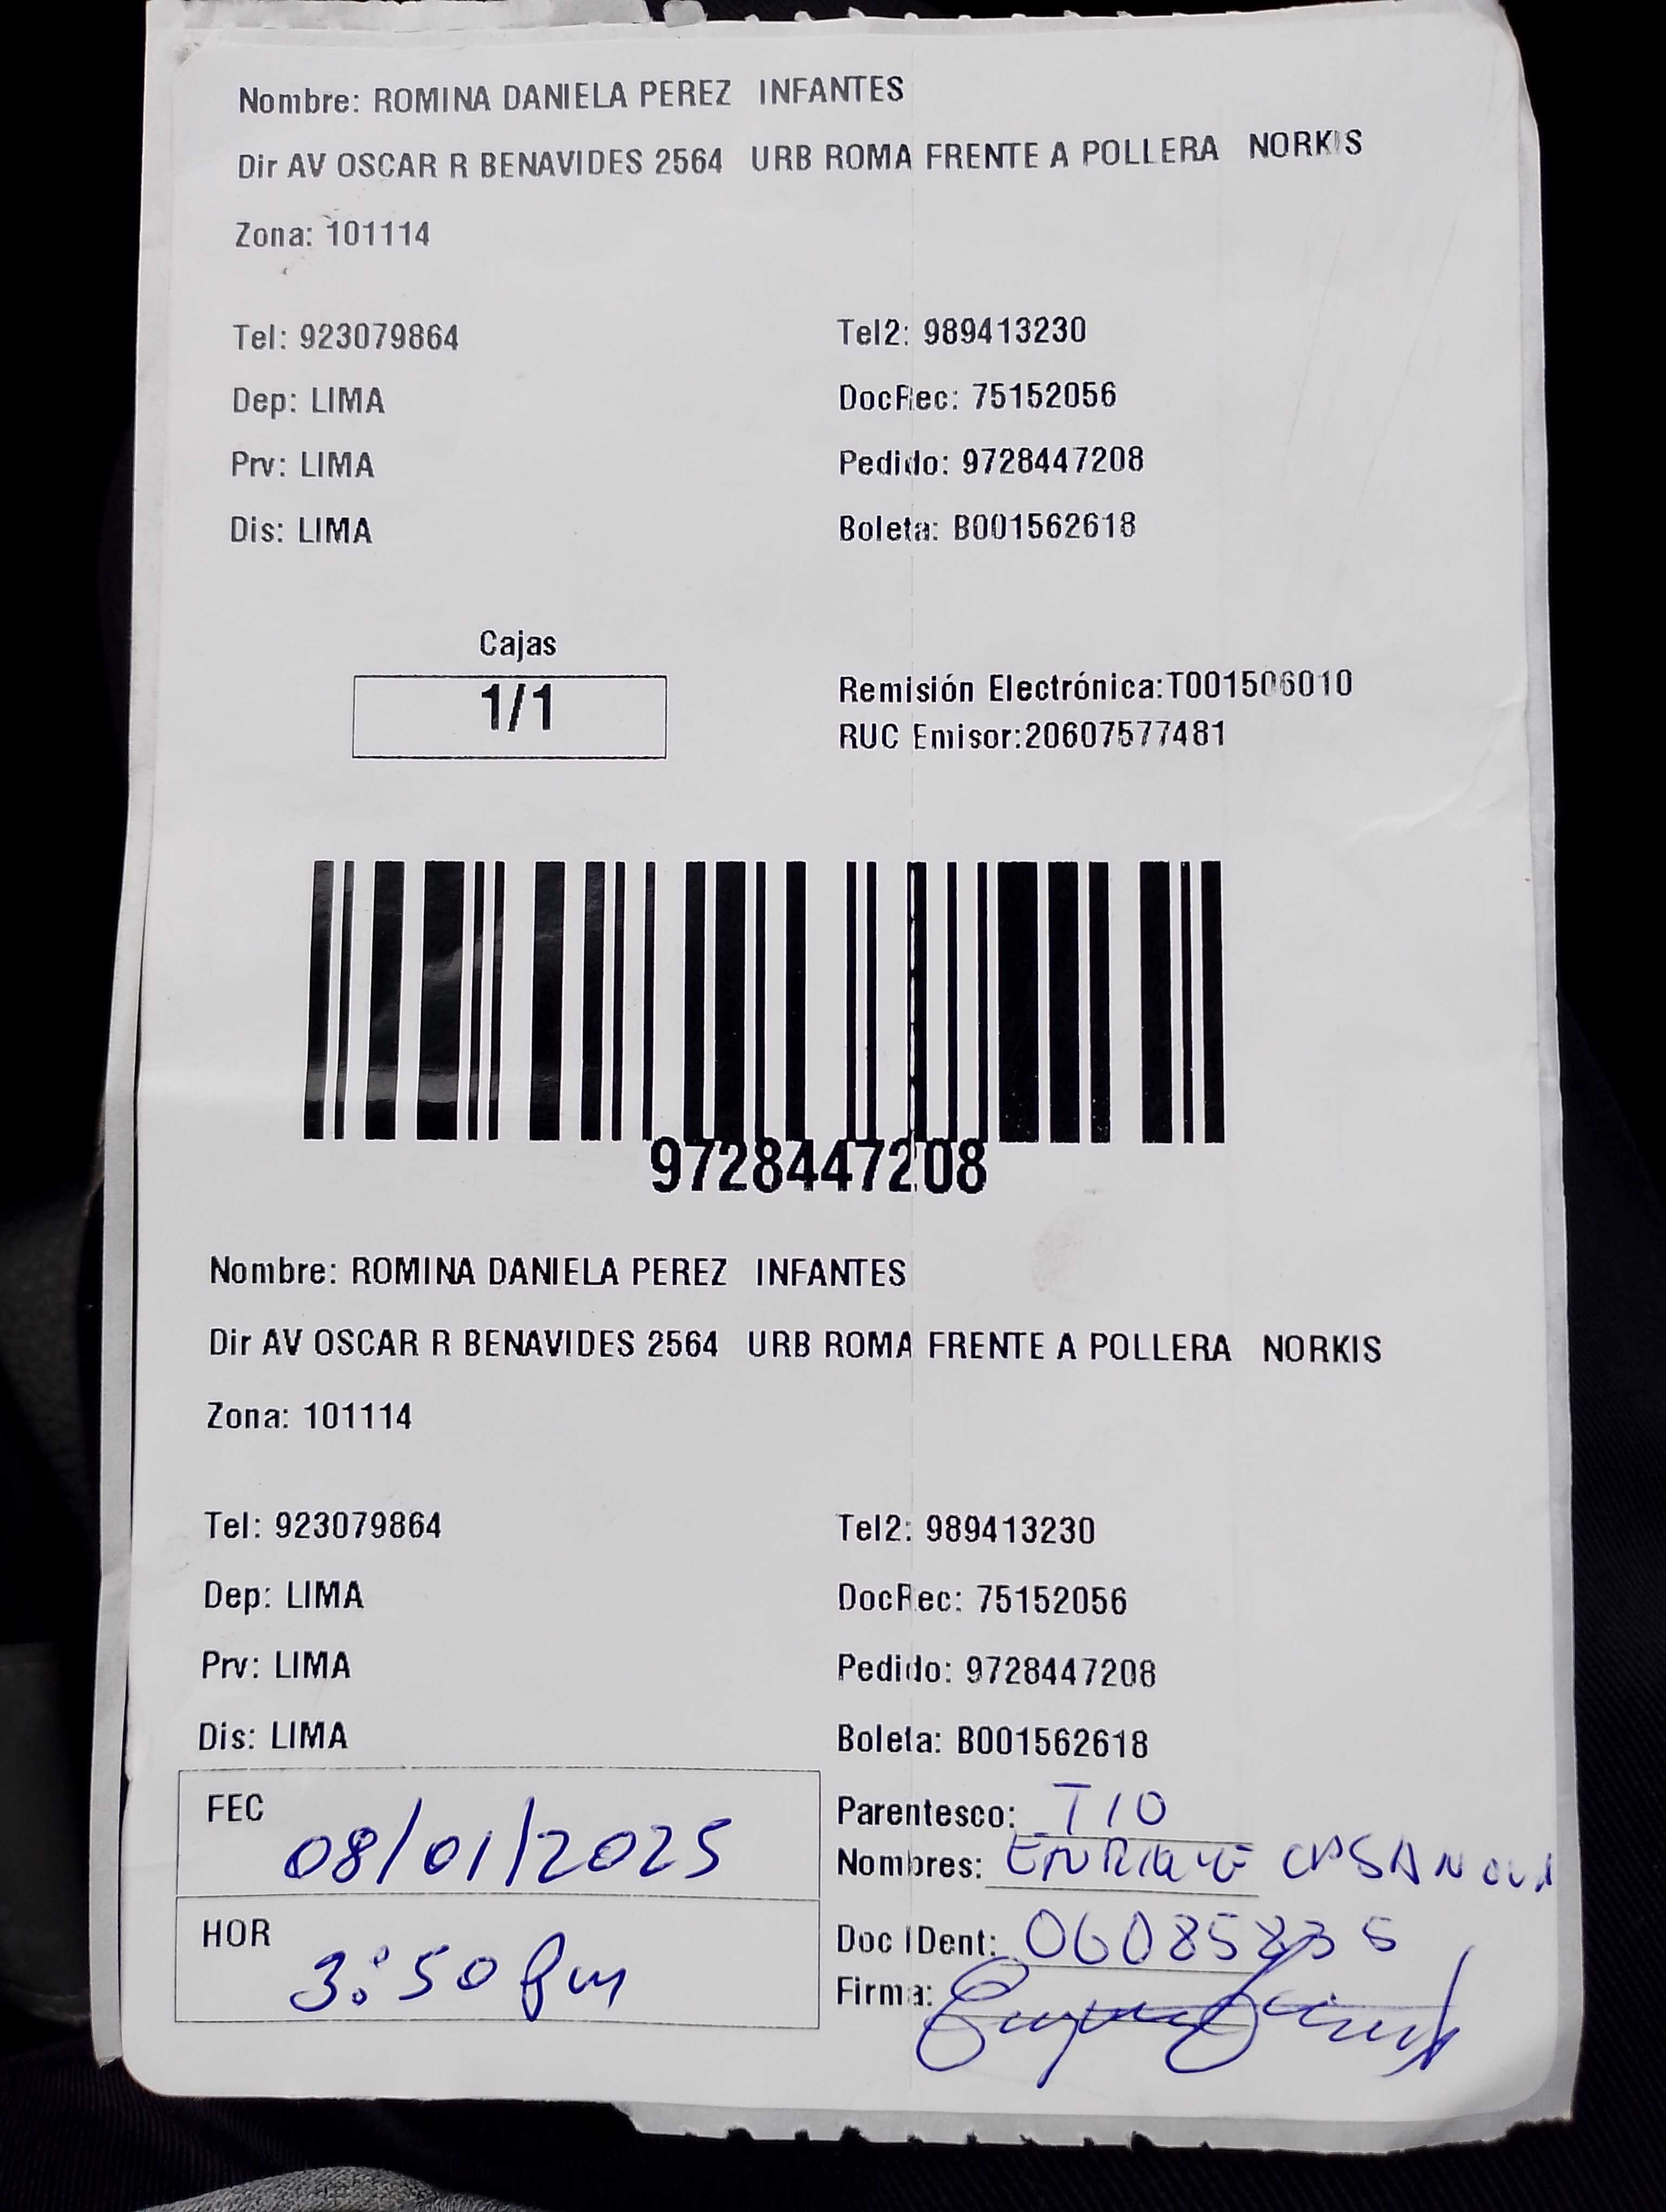 Nombre: ROMINA DANIELA PEREZ INFANTES
Dir AV OSCAR R BENAVIDES 2564 URB ROMA FRENTE A POLLERA NORKIS
Zona: 101114
Tel: 923079864 Tel2: 989413230
Dep: LIMA DocRec: 75152056
Prv: LIMA Pedido: 9728447208
Dis: LIMA Boleta: B001562618
Cajas
1/1
Remisión Electrónica:T001506010
RUC Emisor:20607577481
9728447208
Nombre: ROMINA DANIELA PEREZ INFANTES
Dir AV OSCAR R BENAVIDES 2564 URB ROMA FRENTE A POLLERA NORKIS
Zona: 101114
Tel: 923079864 Tel2: 989413230
Dep: LIMA DocRec: 75152056
Prv: LIMA Pedido: 9728447208
Dis: LIMA Boleta: B001562618
FEC 08/01/2025
Parentesco: TIO
Nombres: ENRIQUE CASANOVA
HOR 3:50 pm
Doc IDent:
Firma: